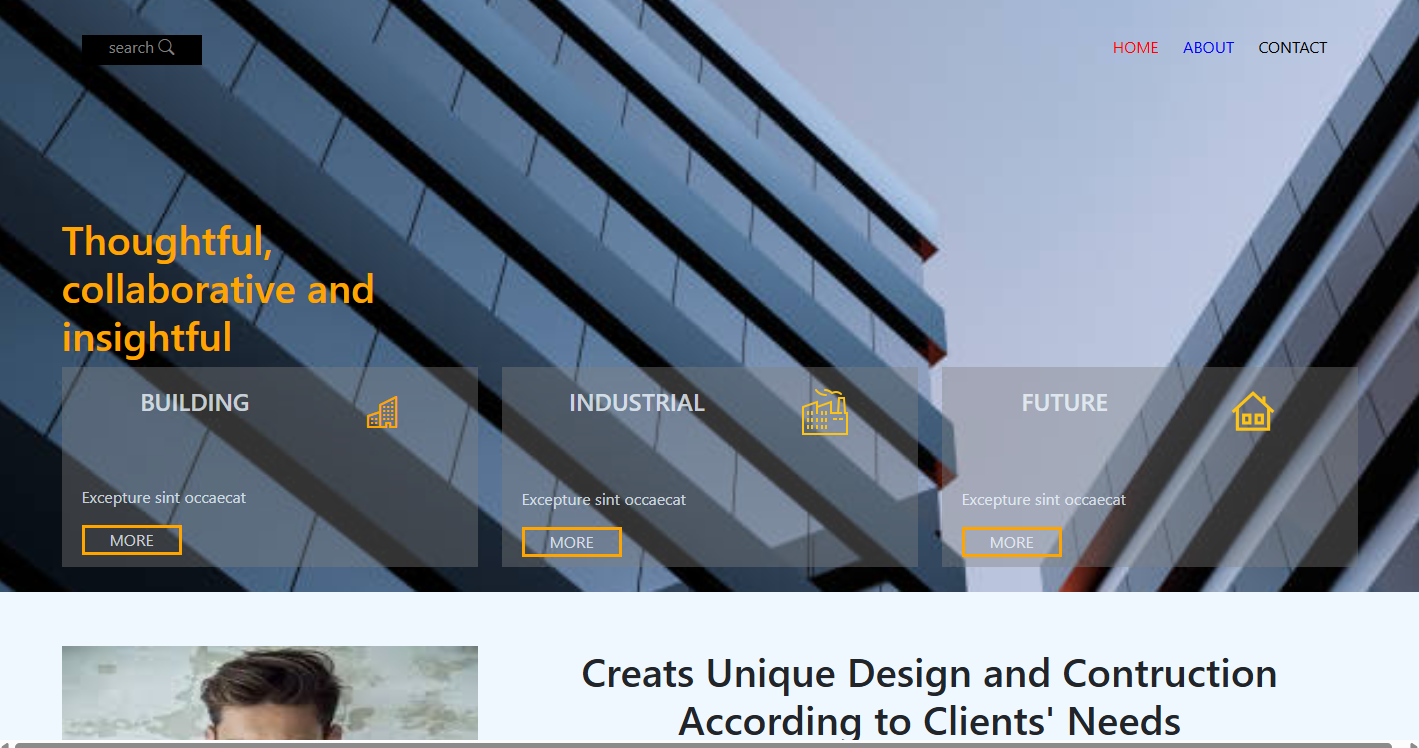 search
HOME ABOUT CONTACT
Thoughtful,
collaborative and
insightful
BUILDING
Excepture sint occaecat
MORE
INDUSTRIAL
Excepture sint occaecat
MORE
FUTURE
Excepture sint occaecat
MORE
Creats Unique Design and Contruction
According to Clients' Needs